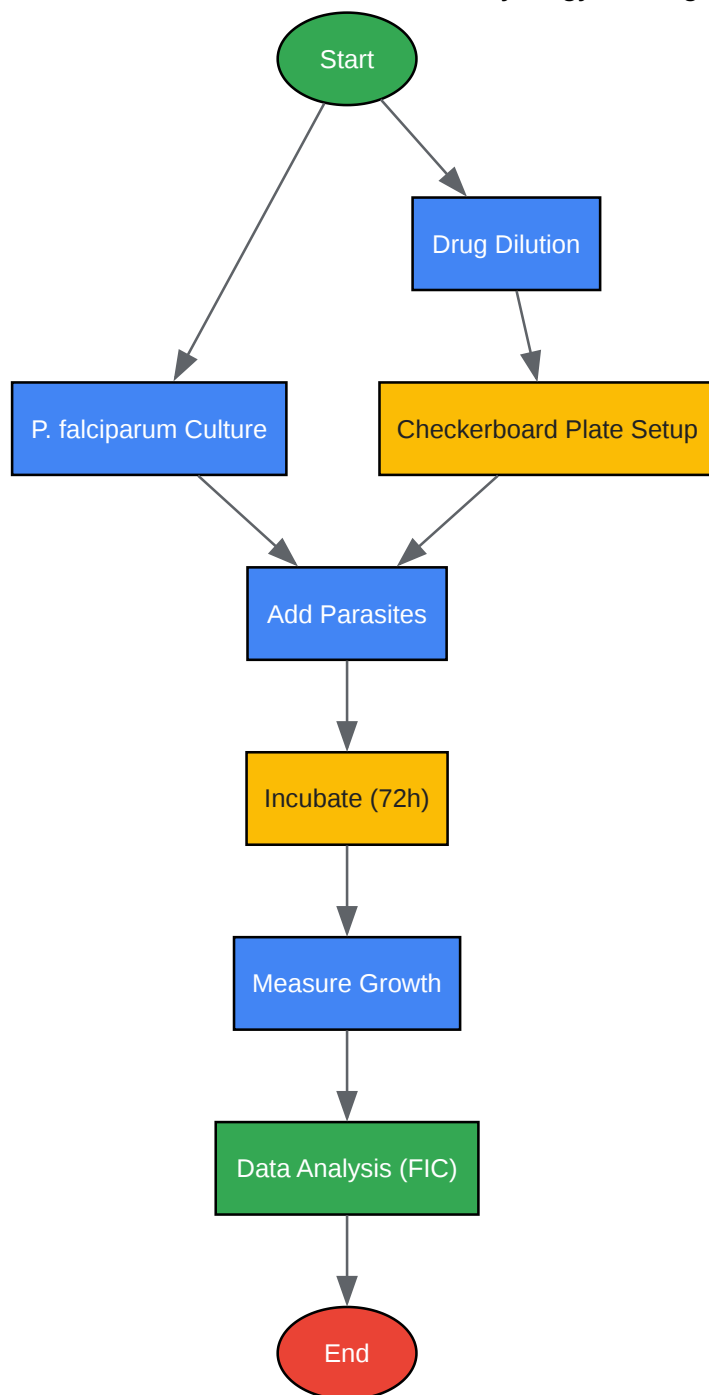 Start
Drug Dilution
P. falciparum Culture
Checkerboard Plate Setup
Add Parasites
Incubate (72h)
Measure Growth
Data Analysis (FIC)
End